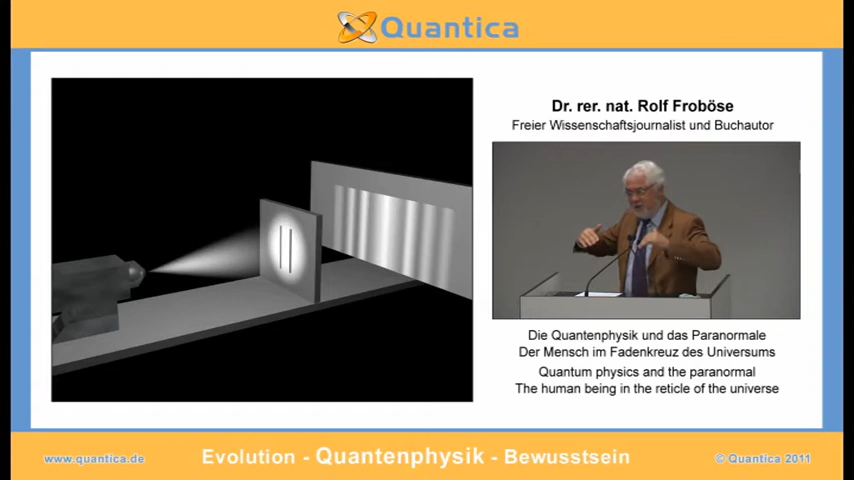 Quantica
Dr. rer. nat. Rolf Froböse
Freier Wissenschaftsjournalist und Buchautor
Die Quantenphysik und das Paranormale
Der Mensch im Fadenkreuz des Universums
Quantum physics and the paranormal
The human being in the reticle of the universe
www.quantica.de
Evolution - Quantenphysik - Bewusstsein
© Quantica 2011